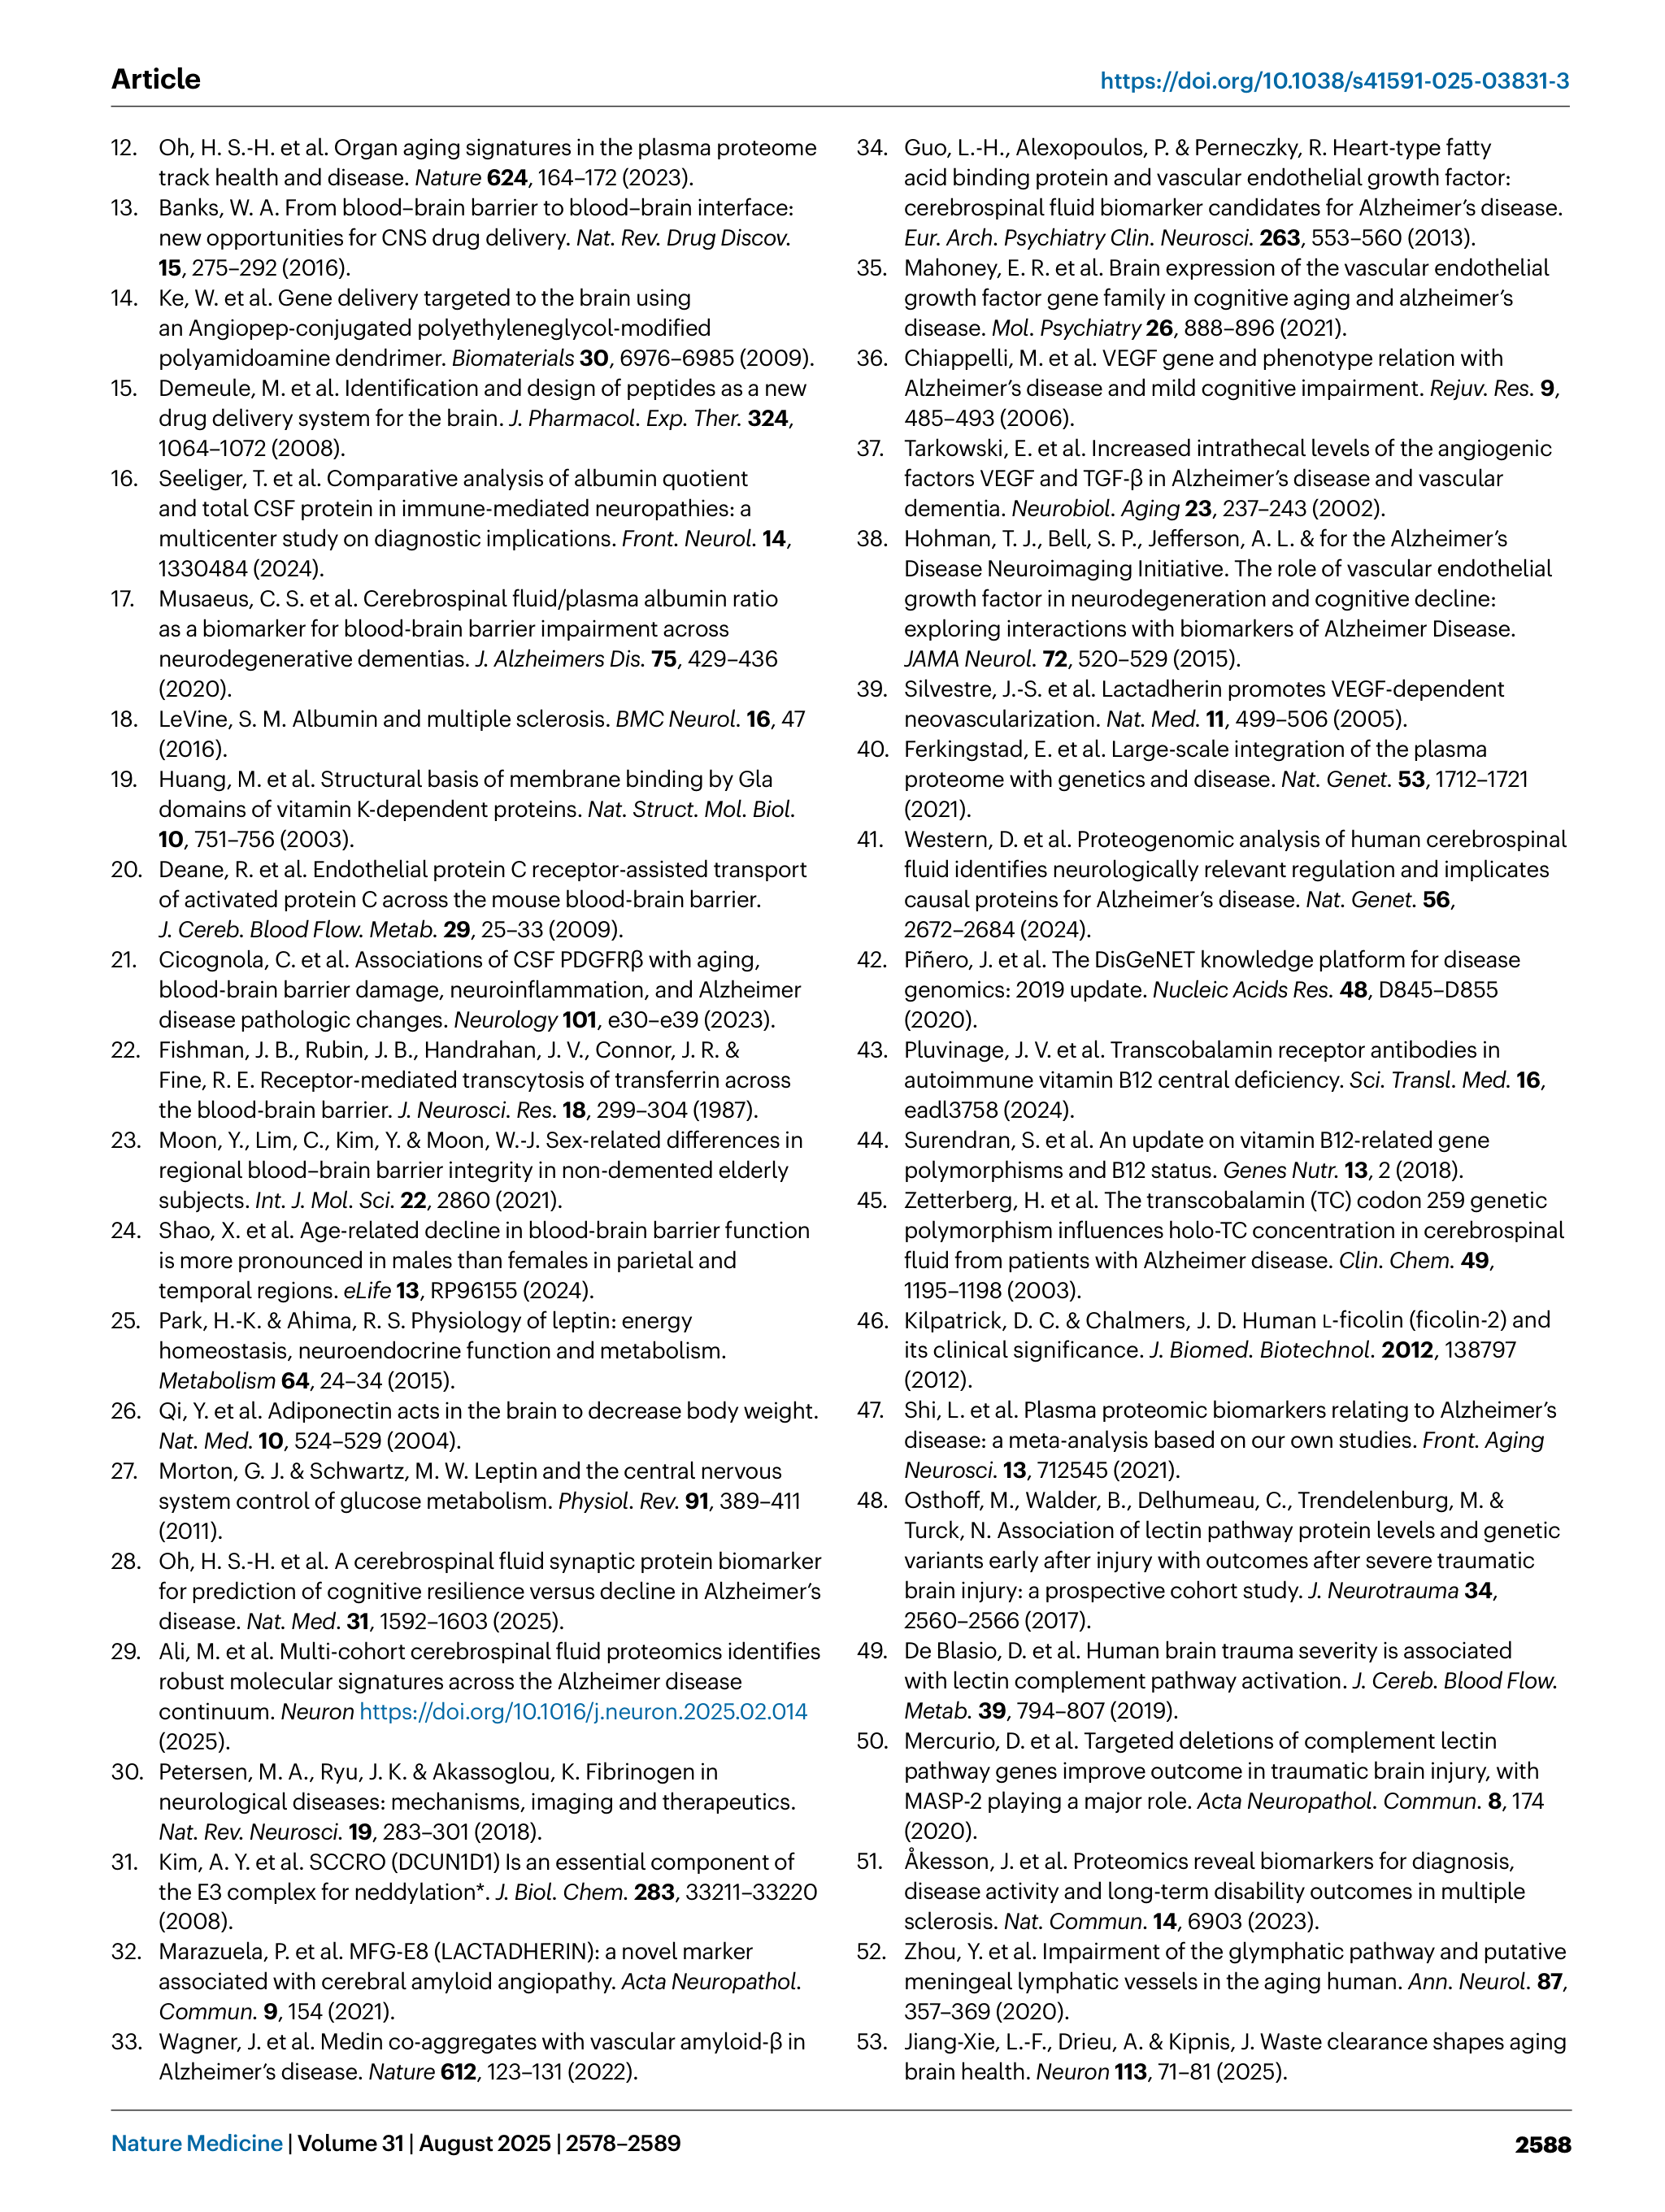 Article
https://doi.org/10.1038/s41591-025-03831-3
12. Oh, H. S.-H. et al. Organ aging signatures in the plasma proteome
track health and disease. Nature 624, 164–172 (2023).
13. Banks, W. A. From blood–brain barrier to blood–brain interface:
new opportunities for CNS drug delivery. Nat. Rev. Drug Discov.
15, 275–292 (2016).
14. Ke, W. et al. Gene delivery targeted to the brain using
an Angiopep-conjugated polyethyleneglycol-modified
polyamidoamine dendrimer. Biomaterials 30, 6976–6985 (2009).
15. Demeule, M. et al. Identification and design of peptides as a new
drug delivery system for the brain. J. Pharmacol. Exp. Ther. 324,
1064–1072 (2008).
16. Seeliger, T. et al. Comparative analysis of albumin quotient
and total CSF protein in immune-mediated neuropathies: a
multicenter study on diagnostic implications. Front. Neurol. 14,
1330484 (2024).
17. Musaeus, C. S. et al. Cerebrospinal fluid/plasma albumin ratio
as a biomarker for blood-brain barrier impairment across
neurodegenerative dementias. J. Alzheimers Dis. 75, 429–436
(2020).
18. LeVine, S. M. Albumin and multiple sclerosis. BMC Neurol. 16, 47
(2016).
19. Huang, M. et al. Structural basis of membrane binding by Gla
domains of vitamin K-dependent proteins. Nat. Struct. Mol. Biol.
10, 751–756 (2003).
20. Deane, R. et al. Endothelial protein C receptor-assisted transport
of activated protein C across the mouse blood-brain barrier.
J. Cereb. Blood Flow. Metab. 29, 25–33 (2009).
21. Cicognola, C. et al. Associations of CSF PDGFRβ with aging,
blood-brain barrier damage, neuroinflammation, and Alzheimer
disease pathologic changes. Neurology 101, e30–e39 (2023).
22. Fishman, J. B., Rubin, J. B., Handrahan, J. V., Connor, J. R. &
Fine, R. E. Receptor-mediated transcytosis of transferrin across
the blood-brain barrier. J. Neurosci. Res. 18, 299–304 (1987).
23. Moon, Y., Lim, C., Kim, Y. & Moon, W.-J. Sex-related differences in
regional blood–brain barrier integrity in non-demented elderly
subjects. Int. J. Mol. Sci. 22, 2860 (2021).
24. Shao, X. et al. Age-related decline in blood-brain barrier function
is more pronounced in males than females in parietal and
temporal regions. eLife 13, RP96155 (2024).
25. Park, H.-K. & Ahima, R. S. Physiology of leptin: energy
homeostasis, neuroendocrine function and metabolism.
Metabolism 64, 24–34 (2015).
26. Qi, Y. et al. Adiponectin acts in the brain to decrease body weight.
Nat. Med. 10, 524–529 (2004).
27. Morton, G. J. & Schwartz, M. W. Leptin and the central nervous
system control of glucose metabolism. Physiol. Rev. 91, 389–411
(2011).
28. Oh, H. S.-H. et al. A cerebrospinal fluid synaptic protein biomarker
for prediction of cognitive resilience versus decline in Alzheimer’s
disease. Nat. Med. 31, 1592–1603 (2025).
29. Ali, M. et al. Multi-cohort cerebrospinal fluid proteomics identifies
robust molecular signatures across the Alzheimer disease
continuum. Neuron https://doi.org/10.1016/j.neuron.2025.02.014
(2025).
30. Petersen, M. A., Ryu, J. K. & Akassoglou, K. Fibrinogen in
neurological diseases: mechanisms, imaging and therapeutics.
Nat. Rev. Neurosci. 19, 283–301 (2018).
31. Kim, A. Y. et al. SCCRO (DCUN1D1) Is an essential component of
the E3 complex for neddylation*. J. Biol. Chem. 283, 33211–33220
(2008).
32. Marazuela, P. et al. MFG-E8 (LACTADHERIN): a novel marker
associated with cerebral amyloid angiopathy. Acta Neuropathol.
Commun. 9, 154 (2021).
33. Wagner, J. et al. Medin co-aggregates with vascular amyloid-β in
Alzheimer’s disease. Nature 612, 123–131 (2022).
34. Guo, L.-H., Alexopoulos, P. & Perneczky, R. Heart-type fatty
acid binding protein and vascular endothelial growth factor:
cerebrospinal fluid biomarker candidates for Alzheimer’s disease.
Eur. Arch. Psychiatry Clin. Neurosci. 263, 553–560 (2013).
35. Mahoney, E. R. et al. Brain expression of the vascular endothelial
growth factor gene family in cognitive aging and alzheimer’s
disease. Mol. Psychiatry 26, 888–896 (2021).
36. Chiappelli, M. et al. VEGF gene and phenotype relation with
Alzheimer’s disease and mild cognitive impairment. Rejuv. Res. 9,
485–493 (2006).
37. Tarkowski, E. et al. Increased intrathecal levels of the angiogenic
factors VEGF and TGF-β in Alzheimer’s disease and vascular
dementia. Neurobiol. Aging 23, 237–243 (2002).
38. Hohman, T. J., Bell, S. P., Jefferson, A. L. & for the Alzheimer’s
Disease Neuroimaging Initiative. The role of vascular endothelial
growth factor in neurodegeneration and cognitive decline:
exploring interactions with biomarkers of Alzheimer Disease.
JAMA Neurol. 72, 520–529 (2015).
39. Silvestre, J.-S. et al. Lactadherin promotes VEGF-dependent
neovascularization. Nat. Med. 11, 499–506 (2005).
40. Ferkingstad, E. et al. Large-scale integration of the plasma
proteome with genetics and disease. Nat. Genet. 53, 1712–1721
(2021).
41. Western, D. et al. Proteogenomic analysis of human cerebrospinal
fluid identifies neurologically relevant regulation and implicates
causal proteins for Alzheimer’s disease. Nat. Genet. 56,
2672–2684 (2024).
42. Piñero, J. et al. The DisGeNET knowledge platform for disease
genomics: 2019 update. Nucleic Acids Res. 48, D845–D855
(2020).
43. Pluvinage, J. V. et al. Transcobalamin receptor antibodies in
autoimmune vitamin B12 central deficiency. Sci. Transl. Med. 16,
eadl3758 (2024).
44. Surendran, S. et al. An update on vitamin B12-related gene
polymorphisms and B12 status. Genes Nutr. 13, 2 (2018).
45. Zetterberg, H. et al. The transcobalamin (TC) codon 259 genetic
polymorphism influences holo-TC concentration in cerebrospinal
fluid from patients with Alzheimer disease. Clin. Chem. 49,
1195–1198 (2003).
46. Kilpatrick, D. C. & Chalmers, J. D. Human L-ficolin (ficolin-2) and
its clinical significance. J. Biomed. Biotechnol. 2012, 138797
(2012).
47. Shi, L. et al. Plasma proteomic biomarkers relating to Alzheimer’s
disease: a meta-analysis based on our own studies. Front. Aging
Neurosci. 13, 712545 (2021).
48. Osthoff, M., Walder, B., Delhumeau, C., Trendelenburg, M. &
Turck, N. Association of lectin pathway protein levels and genetic
variants early after injury with outcomes after severe traumatic
brain injury: a prospective cohort study. J. Neurotrauma 34,
2560–2566 (2017).
49. De Blasio, D. et al. Human brain trauma severity is associated
with lectin complement pathway activation. J. Cereb. Blood Flow.
Metab. 39, 794–807 (2019).
50. Mercurio, D. et al. Targeted deletions of complement lectin
pathway genes improve outcome in traumatic brain injury, with
MASP-2 playing a major role. Acta Neuropathol. Commun. 8, 174
(2020).
51. Åkesson, J. et al. Proteomics reveal biomarkers for diagnosis,
disease activity and long-term disability outcomes in multiple
sclerosis. Nat. Commun. 14, 6903 (2023).
52. Zhou, Y. et al. Impairment of the glymphatic pathway and putative
meningeal lymphatic vessels in the aging human. Ann. Neurol. 87,
357–369 (2020).
53. Jiang-Xie, L.-F., Drieu, A. & Kipnis, J. Waste clearance shapes aging
brain health. Neuron 113, 71–81 (2025).
Nature Medicine | Volume 31 | August 2025 | 2578–2589
2588